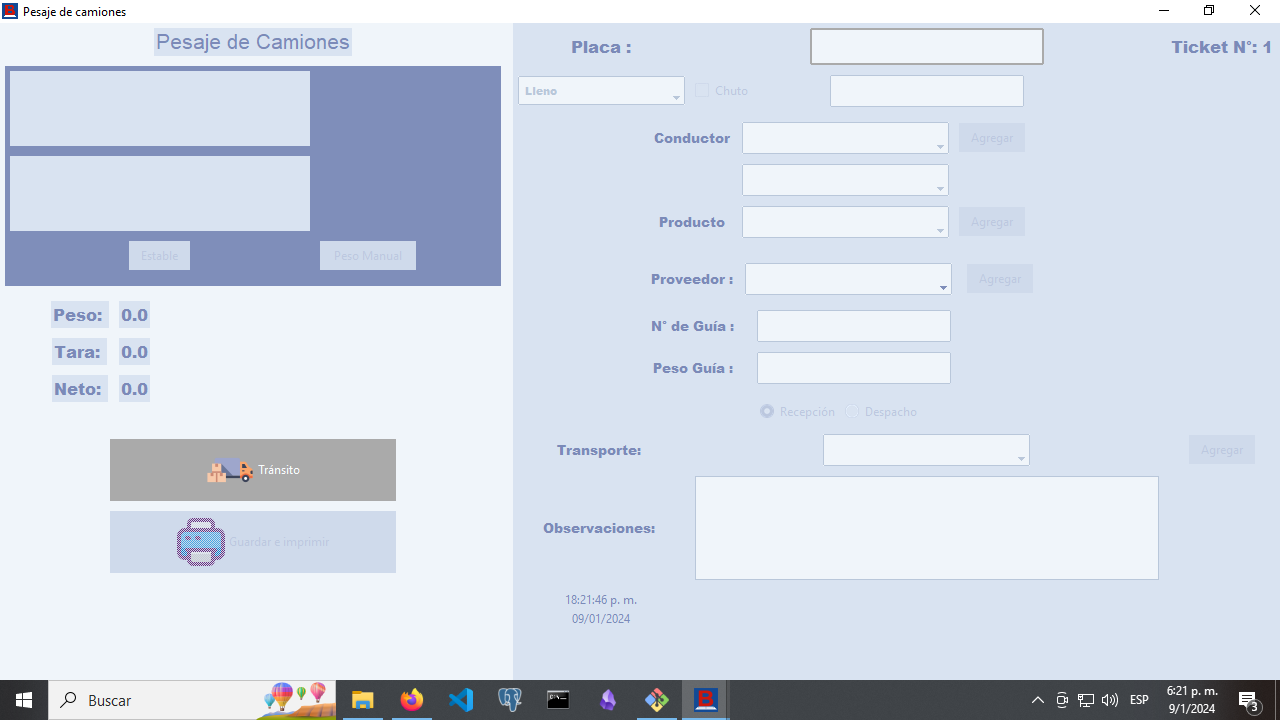 Pesaje de camiones
Pesaje de Camiones
Estable
Peso Manual
Peso: 0.0
Tara: 0.0
Neto: 0.0
Tránsito
Guardar e imprimir
Placa :
Ticket N°: 1
Lleno
Chuto
Conductor
Agregar
Producto
Agregar
Proveedor :
Agregar
N° de Guía :
Peso Guía :
Recepción
Despacho
Transporte:
Agregar
Observaciones:
18:21:46 p. m.
09/01/2024
Buscar
ESP
6:21 p. m.
9/1/2024
3